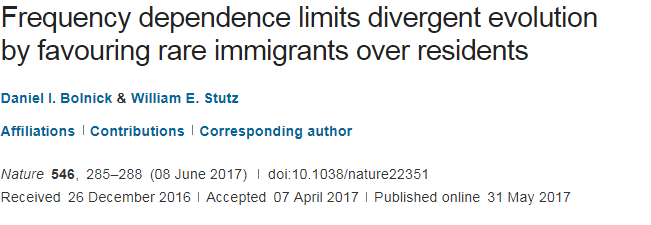 Frequency dependence limits divergent evolution
by favouring rare immigrants over residents
Daniel I. Bolnick & William E. Stutz
Affiliations | Contributions | Corresponding author
Nature 546, 285–288 (08 June 2017) | doi:10.1038/nature22351
Received 26 December 2016 | Accepted 07 April 2017 | Published online 31 May 2017